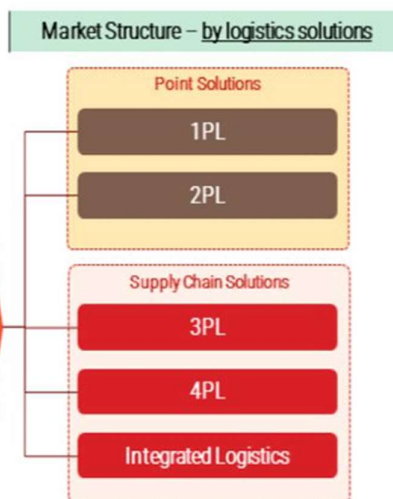 Market Structure – by logistics solutions
Point Solutions
1PL
2PL
Supply Chain Solutions
3PL
4PL
Integrated Logistics